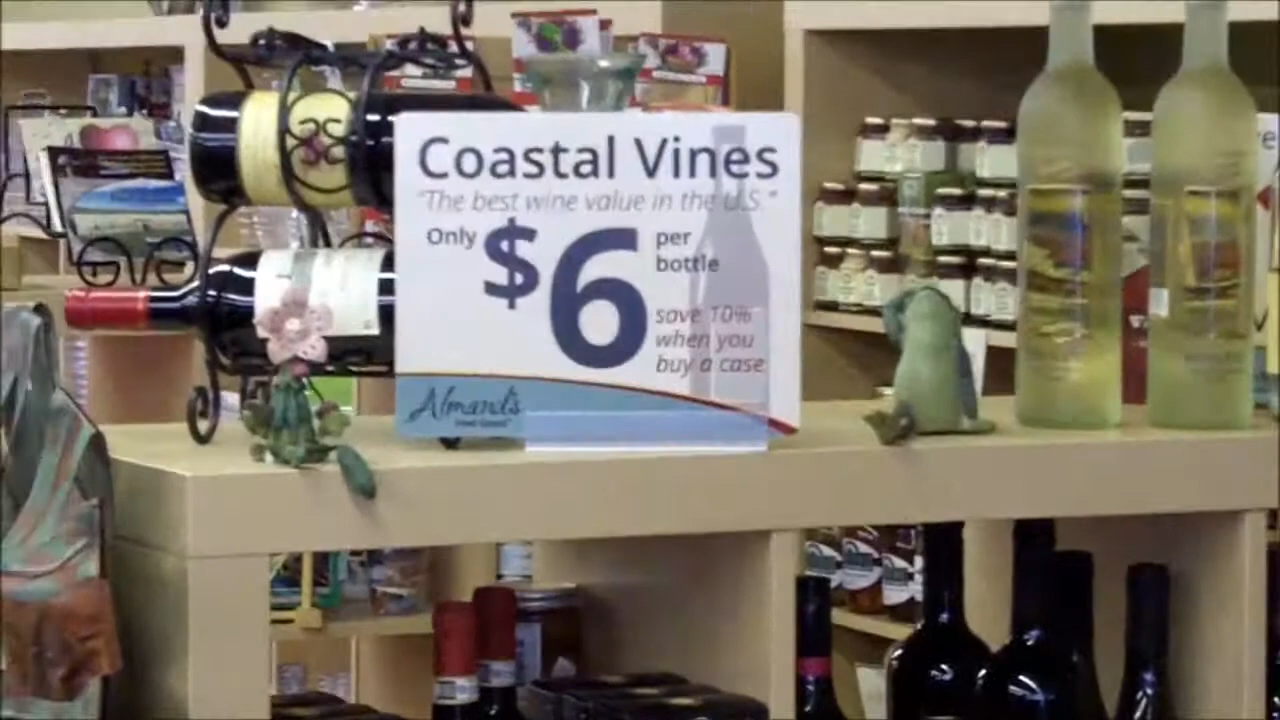 Coastal Vines
"The best wine value in the U.S."
Only $6 per
bottle
save 10%
when you
buy a case
Almand's